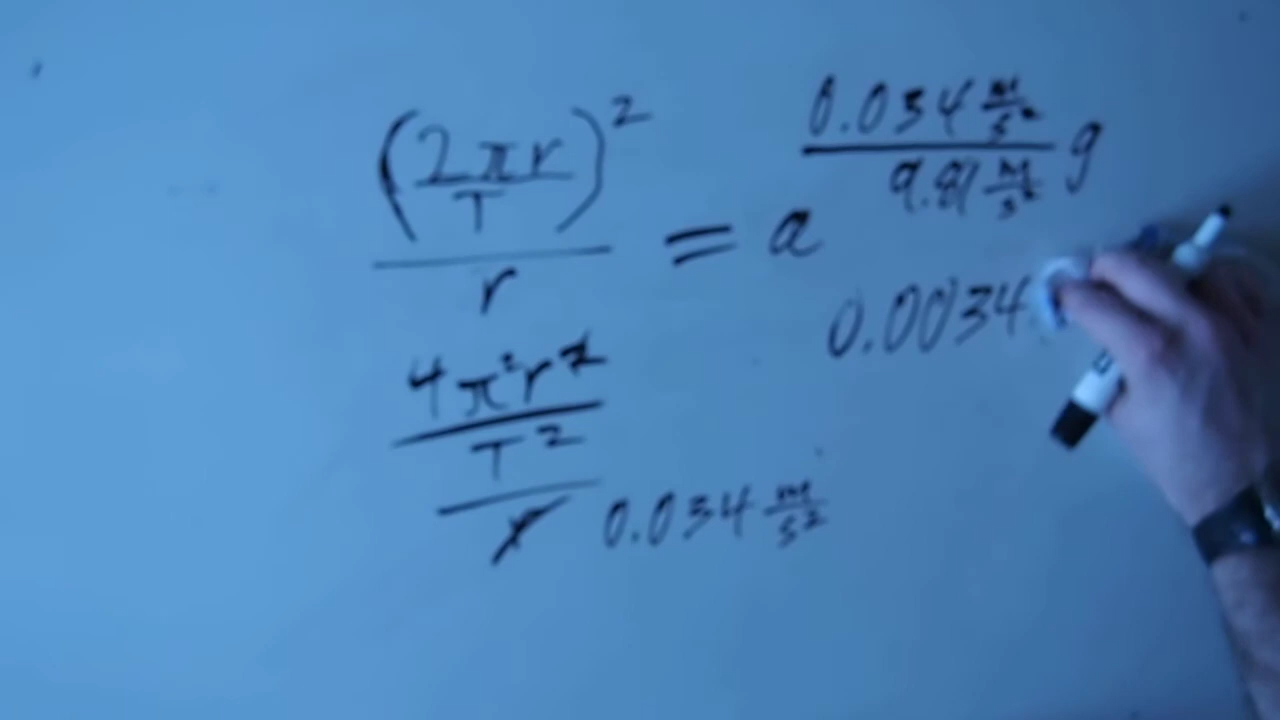 (2πr/T)²/r = a
0.034 m/s² / 9.81 m/s² g
0.0034
4π²r²/T²/r
0.034 m/s²